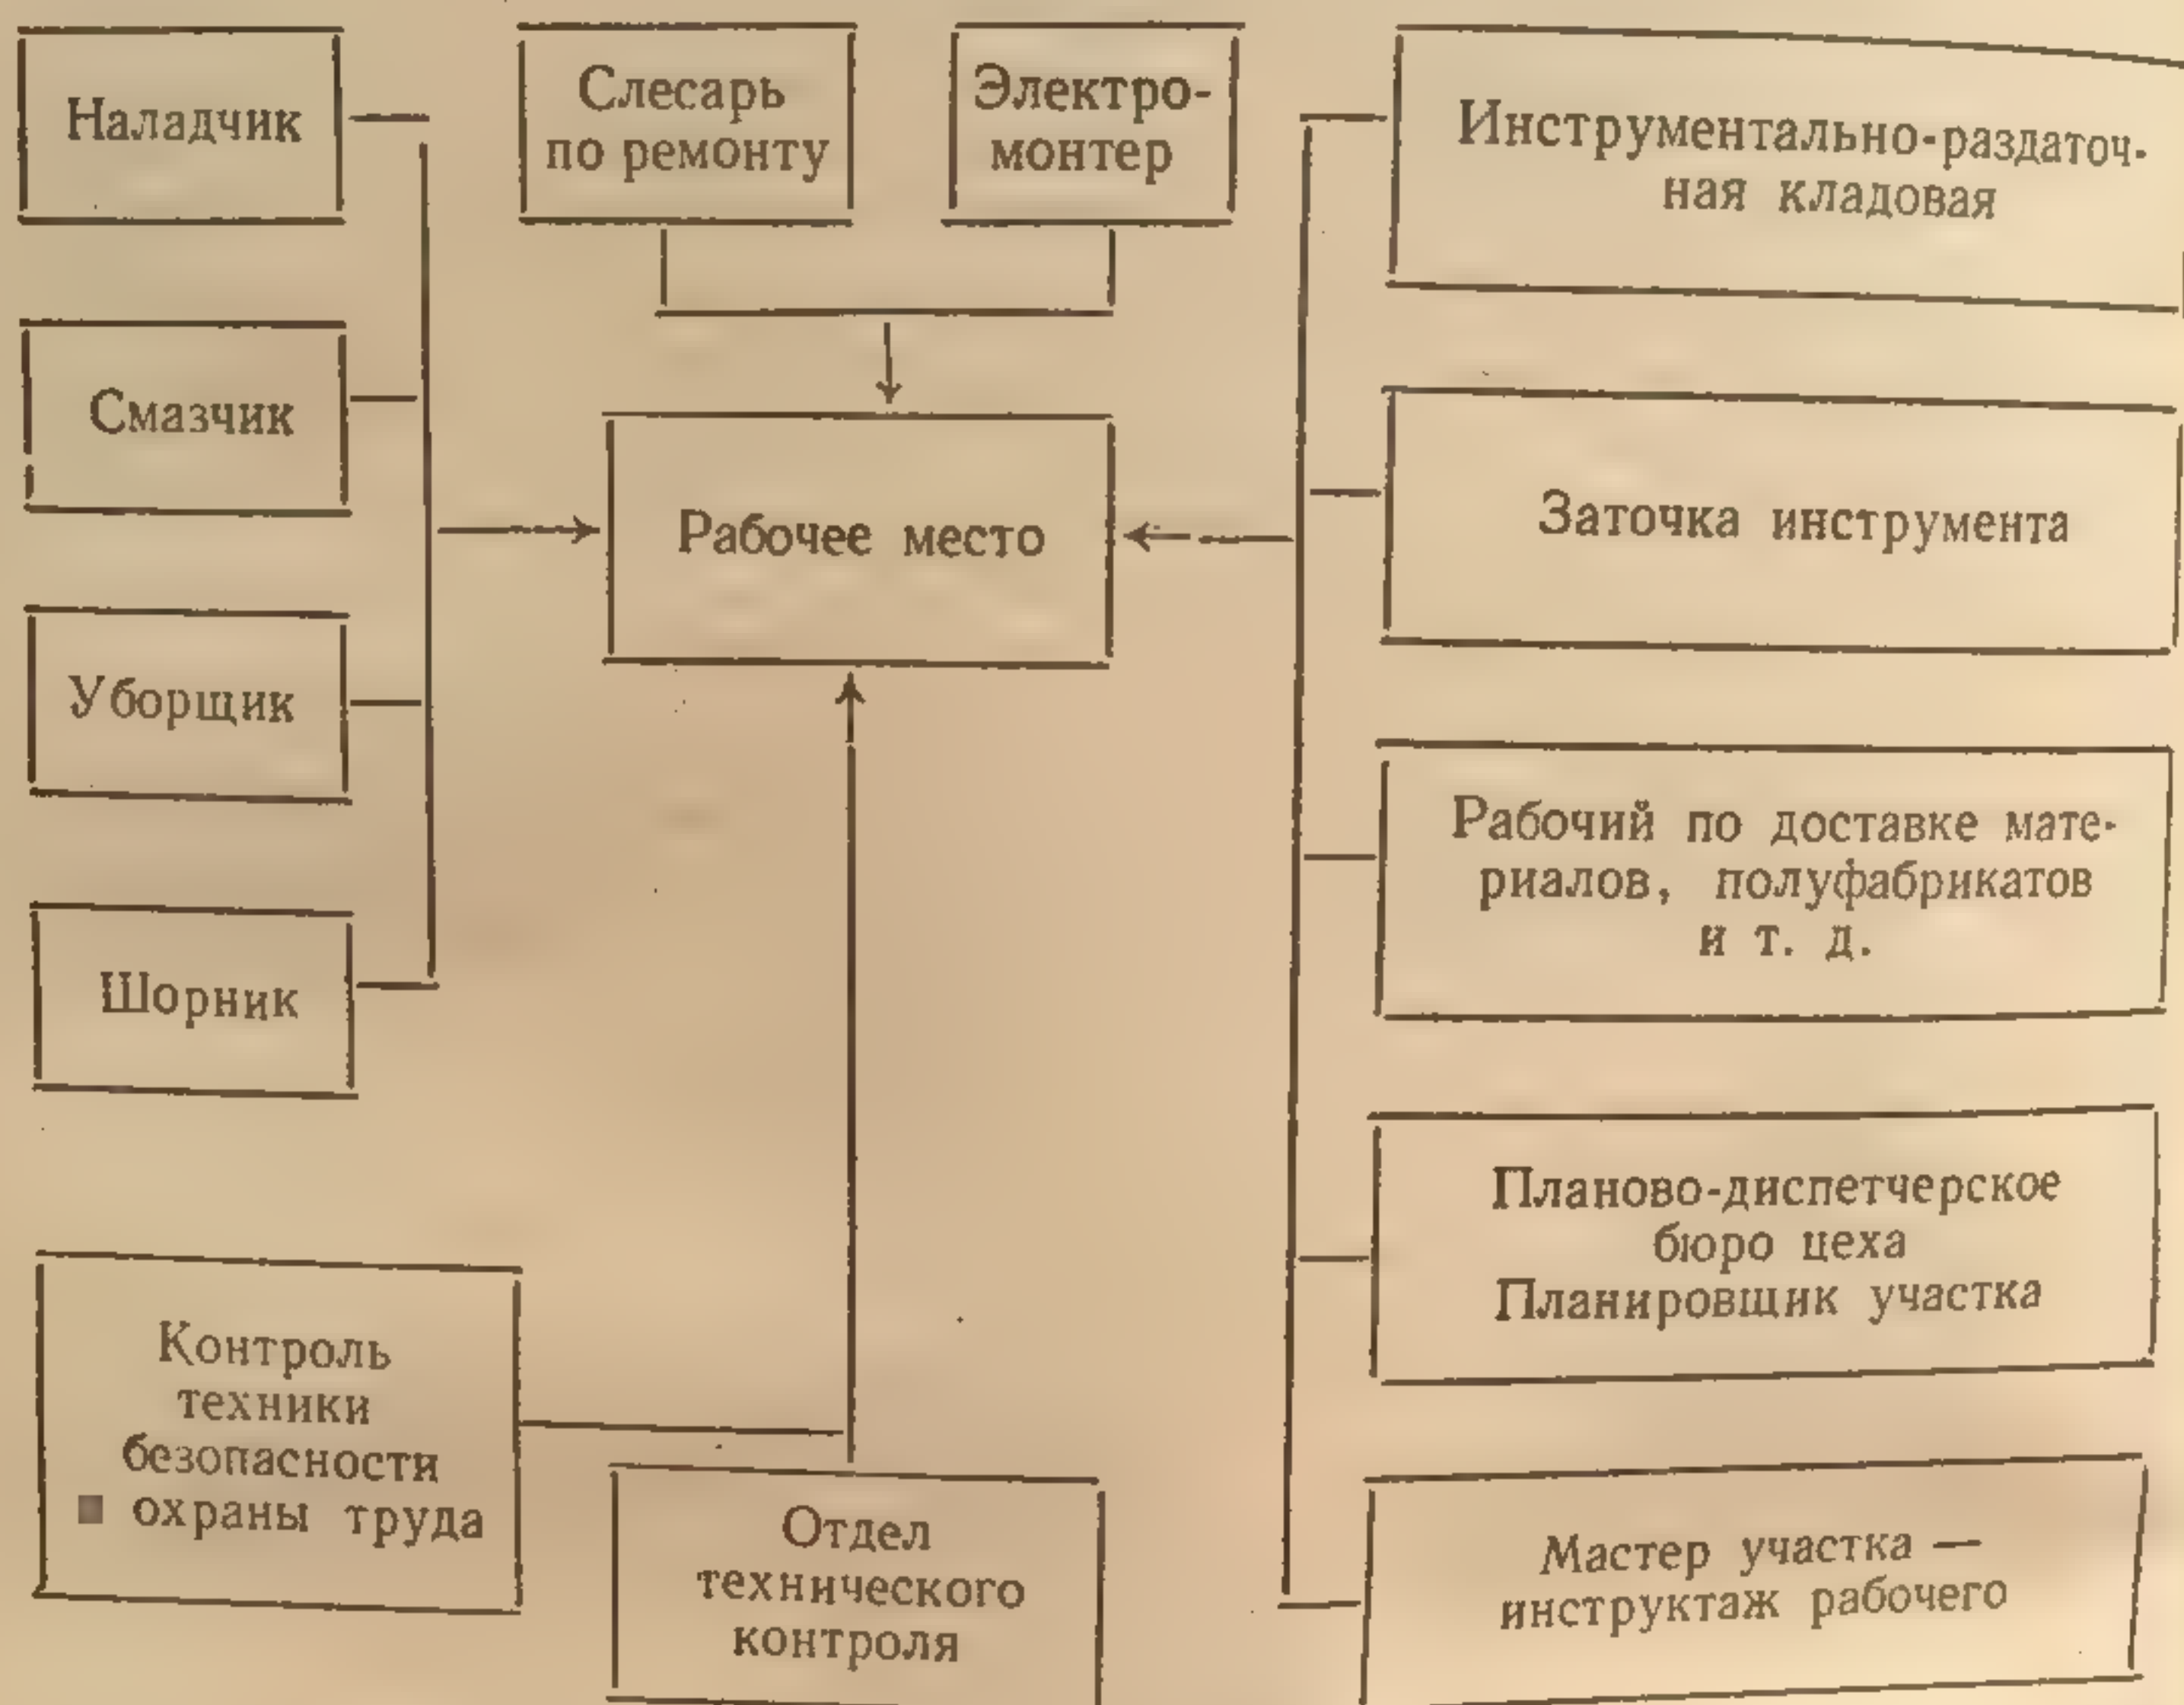 Наладчик
Слесарь
по ремонту
Электро-
монтер
Инструментально-раздаточ-
ная кладовая
Смазчик
Рабочее место
Заточка инструмента
Уборщик
Рабочий по доставке мате-
риалов, полуфабрикатов
и т. д.
Шорник
Планово-диспетчерское
бюро цеха
Планировщик участка
Контроль
техники
безопасности
охраны труда
Отдел
технического
контроля
Мастер участка —
инструктаж рабочего